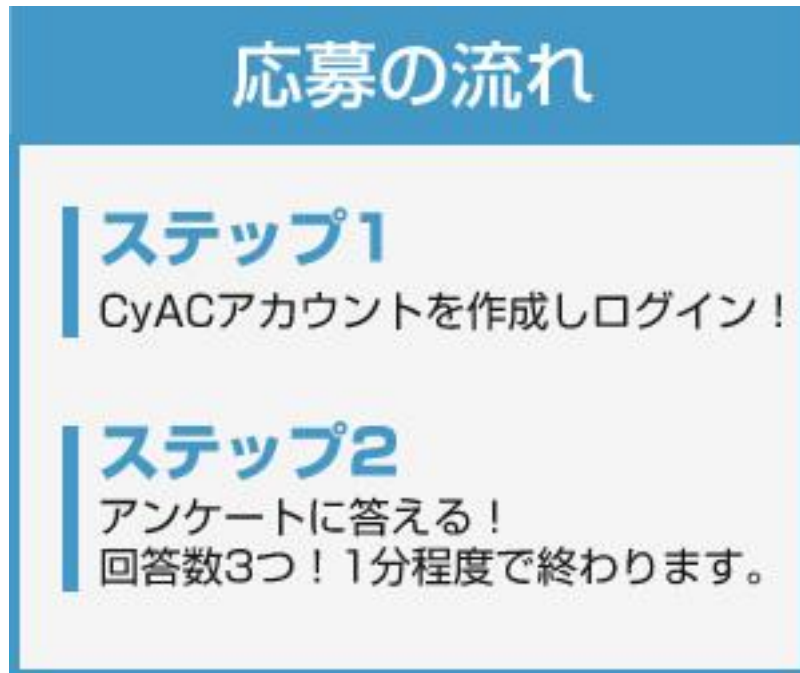 応募の流れ
ステップ1
CyACアカウントを作成しログイン！
ステップ2
アンケートに答える！
回答数3つ！1分程度で終わります。